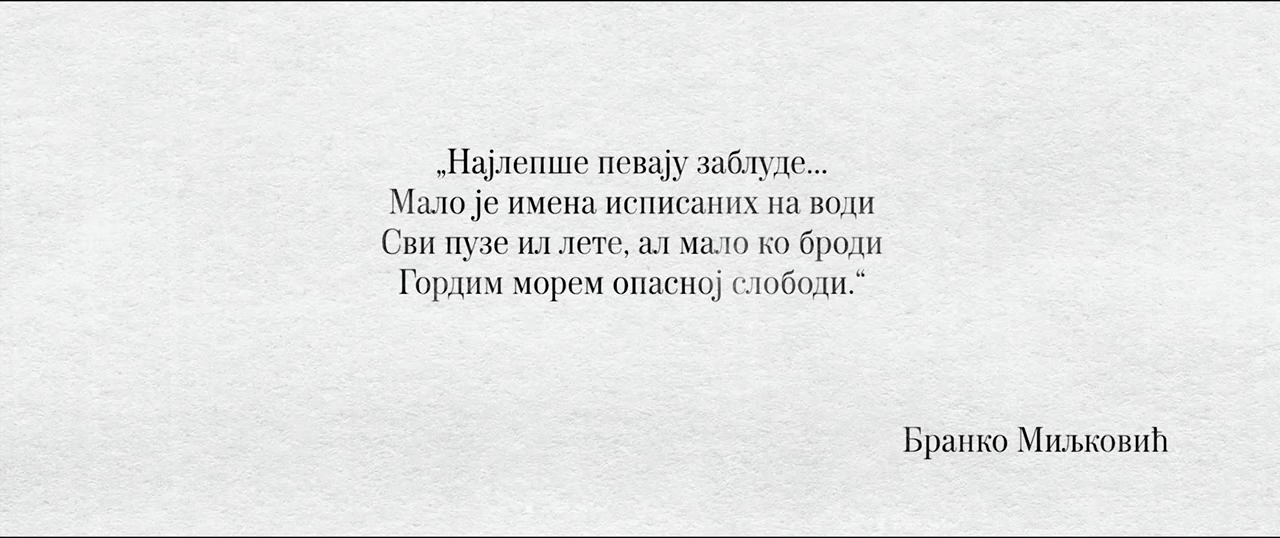 „Најлепше певају заблуде...
Мало је имена исписаних на води
Сви пузе ил лете, ал мало ко броди
Гордим морем опасној слободи.“
Бранко Миљковић